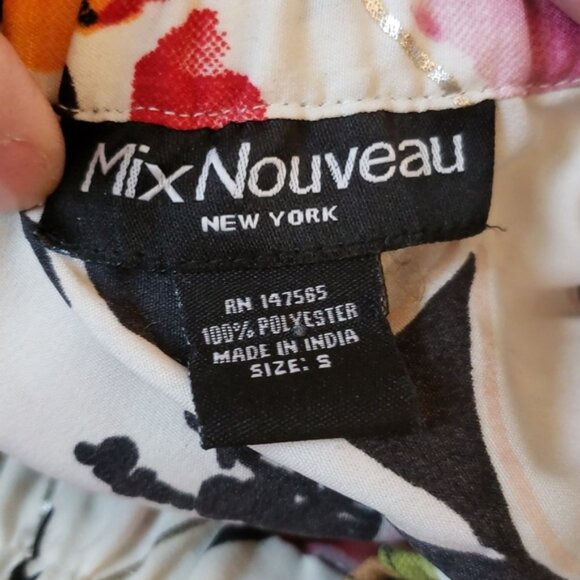 Mix Nouveau
NEW YORK
RN 147565
100% POLYESTER
MADE IN INDIA
SIZE: S